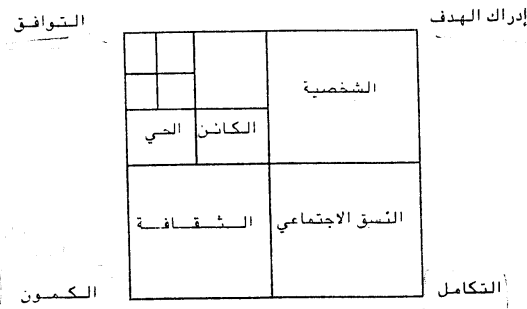 إدراك الهدف
التوافق
الشخصية
الكائن الحي
النسق الاجتماعي
الثقافة
التكامل
الكمون